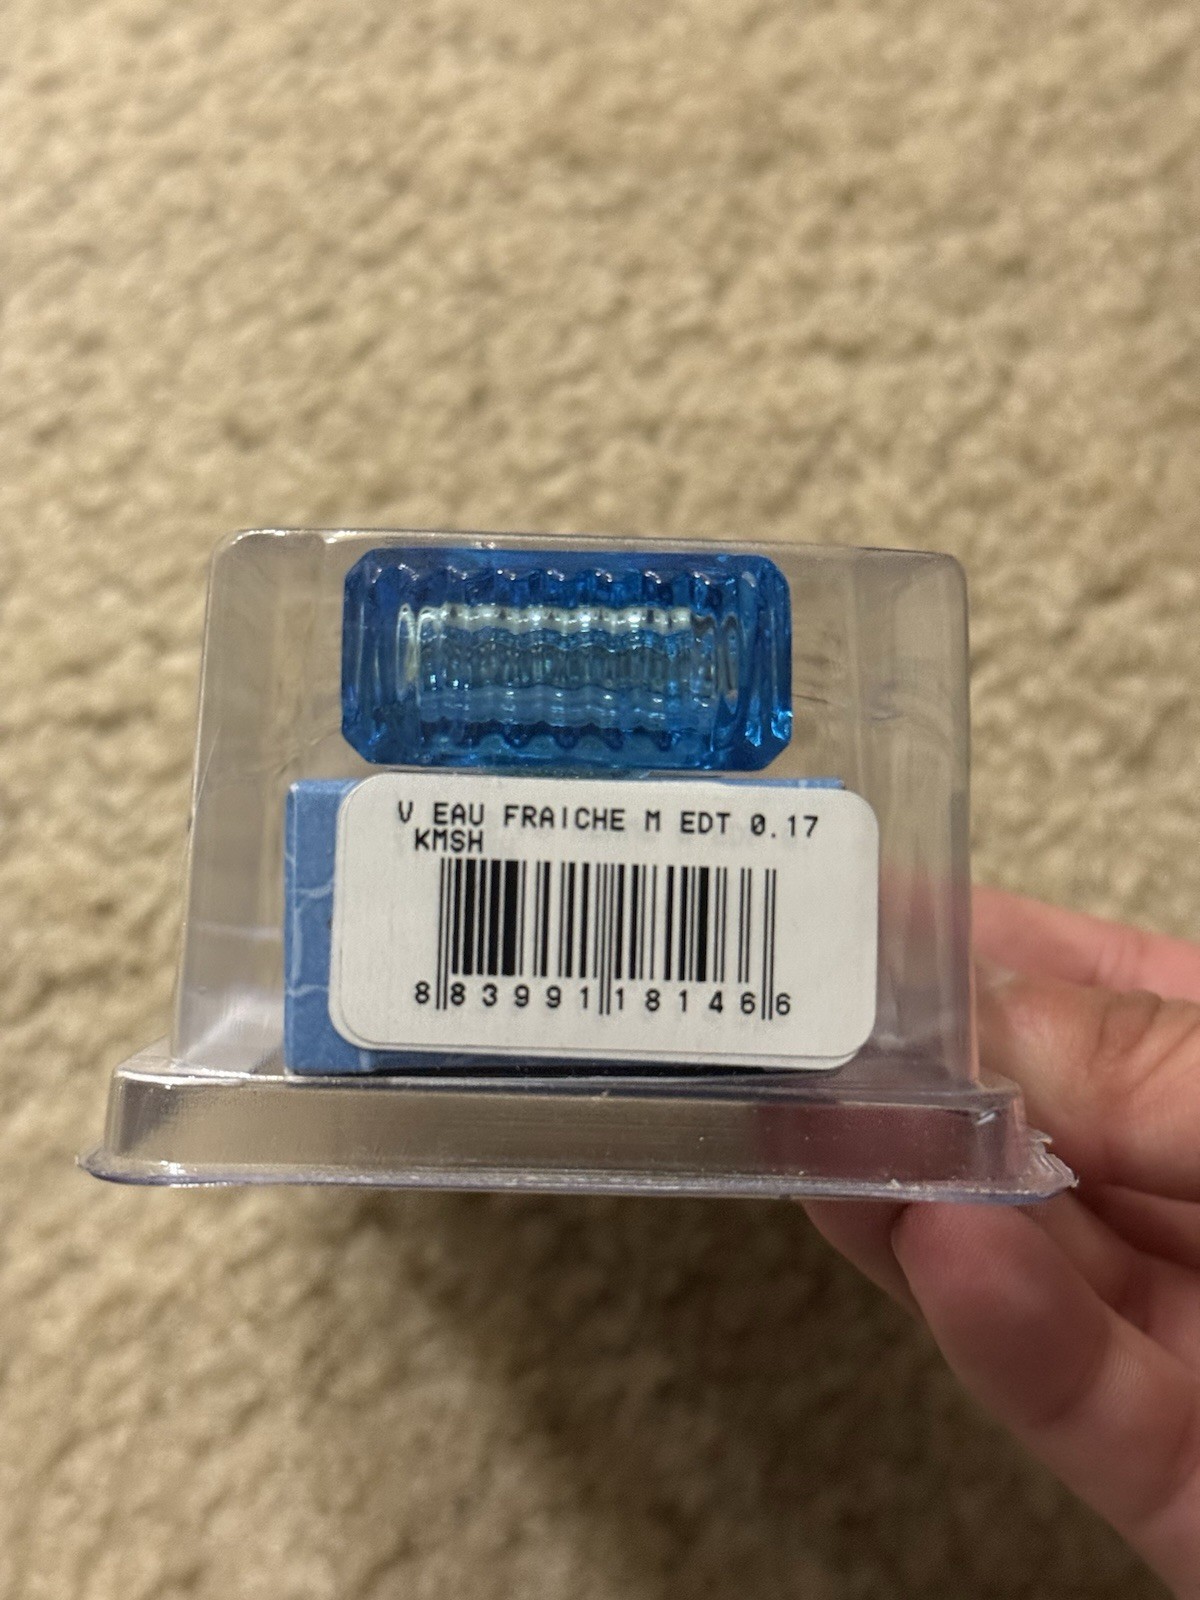 V EAU FRAICHE M EDT 0.17
KMSH
8 83991 18146 6